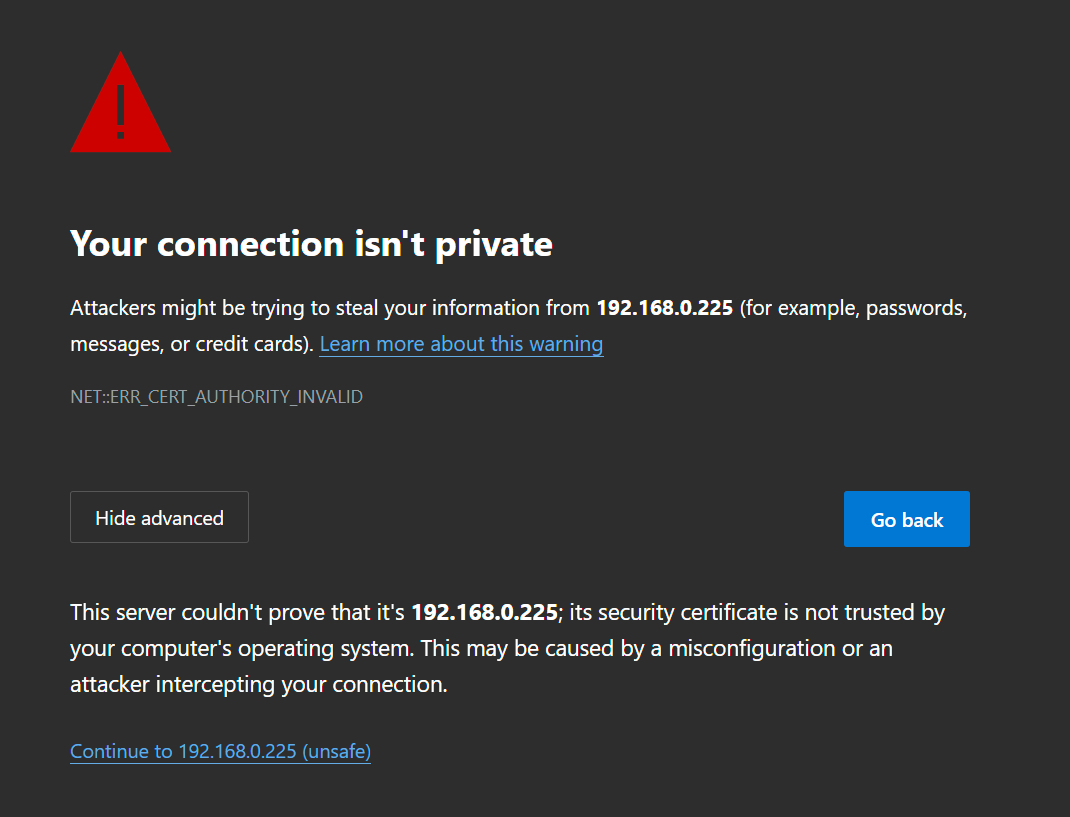 Your connection isn't private
Attackers might be trying to steal your information from 192.168.0.225 (for example, passwords,
messages, or credit cards). Learn more about this warning
NET::ERR_CERT_AUTHORITY_INVALID
Hide advanced
Go back
This server couldn't prove that it's 192.168.0.225; its security certificate is not trusted by
your computer's operating system. This may be caused by a misconfiguration or an
attacker intercepting your connection.
Continue to 192.168.0.225 (unsafe)